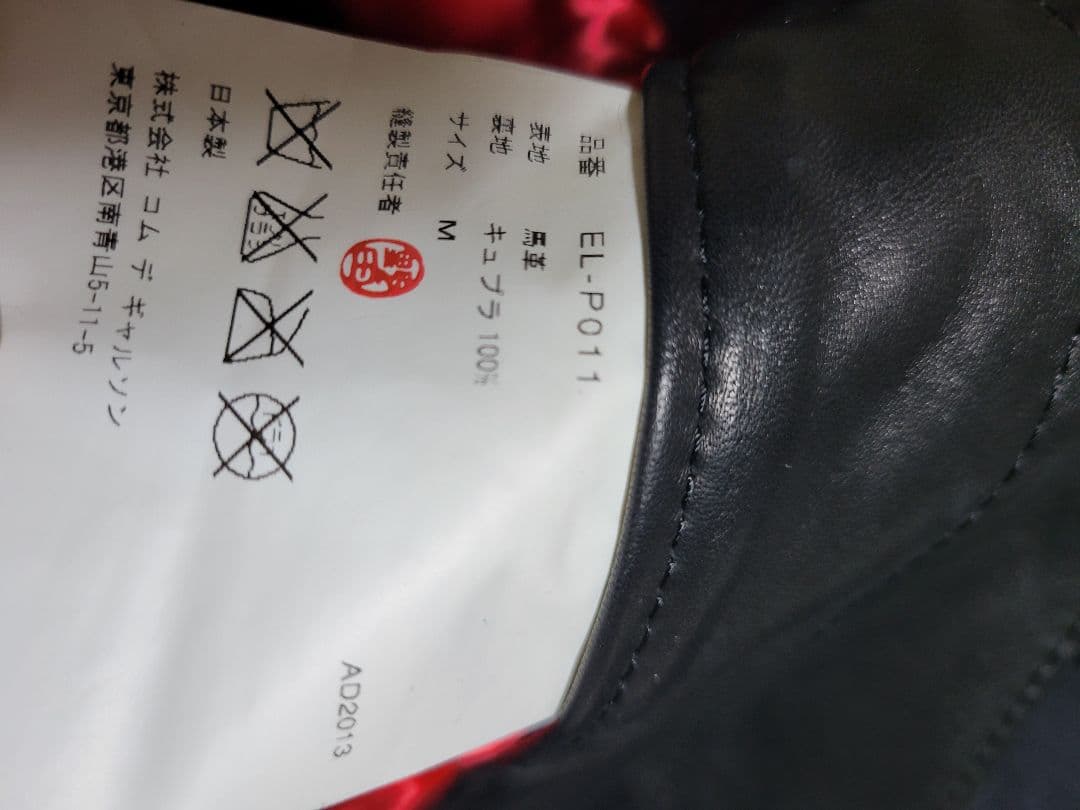 品番 EL-P011
表地 馬革
裏地 キュプラ 100%
サイズ M
縫製責任者
日本製
株式会社 コム デ ギャルソン
東京都港区南青山5-11-5
AD2013